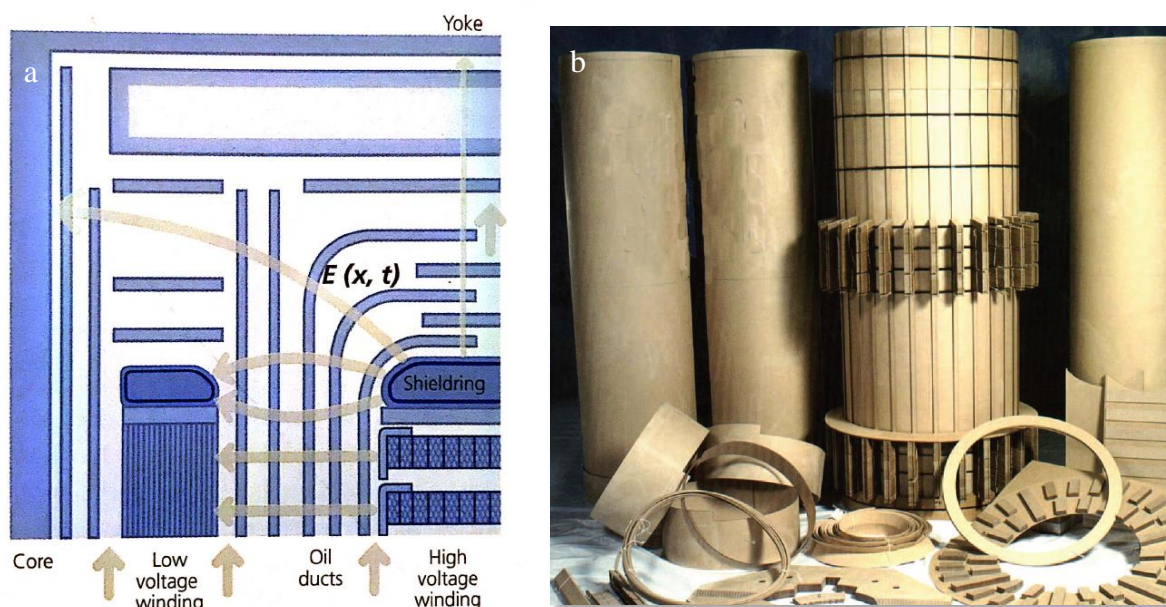 Yoke
a
E (x, t)
Shieldring
Core
Low
voltage
winding
Oil
ducts
High
voltage
winding
b